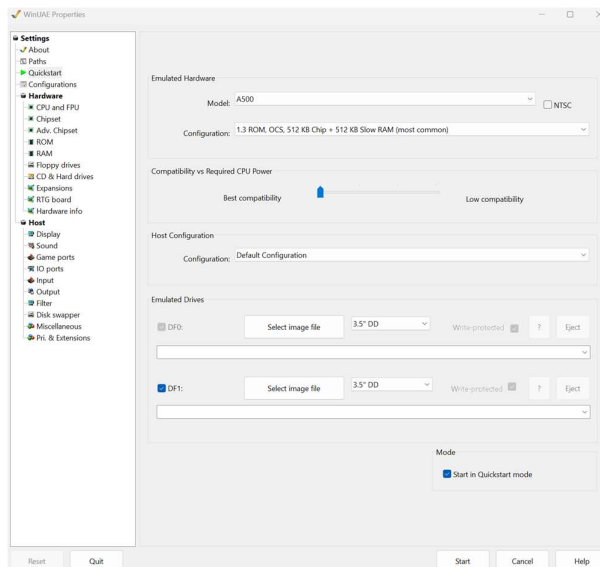 WinUAE Properties
Settings
About
Paths
Quickstart
Configurations
Hardware
CPU and FPU
Chipset
Adv. Chipset
ROM
RAM
Floppy drives
CD & Hard drives
Expansions
RTG board
Hardware info
Host
Display
Sound
Game ports
IO ports
Input
Output
Filter
Disk swapper
Miscellaneous
Pri. & Extensions
Emulated Hardware
Model: A500 NTSC
Configuration: 1.3 ROM, OCS, 512 KB Chip + 512 KB Slow RAM (most common)
Compatibility vs Required CPU Power
Best compatibility Low compatibility
Host Configuration
Configuration: Default Configuration
Emulated Drives
DF0: Select image file 3.5" DD Write-protected ? Eject
DF1: Select image file 3.5" DD Write-protected ? Eject
Mode
Start in Quickstart mode
Reset Quit Start Cancel Help